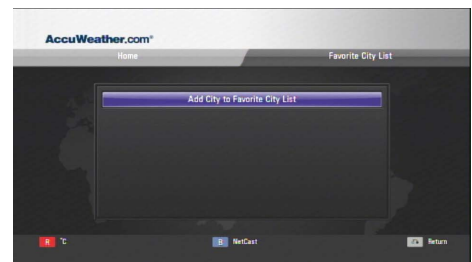 AccuWeather.com®
Home
Favorite City List
Add City to Favorite City List
R °C
B NetCast
Return